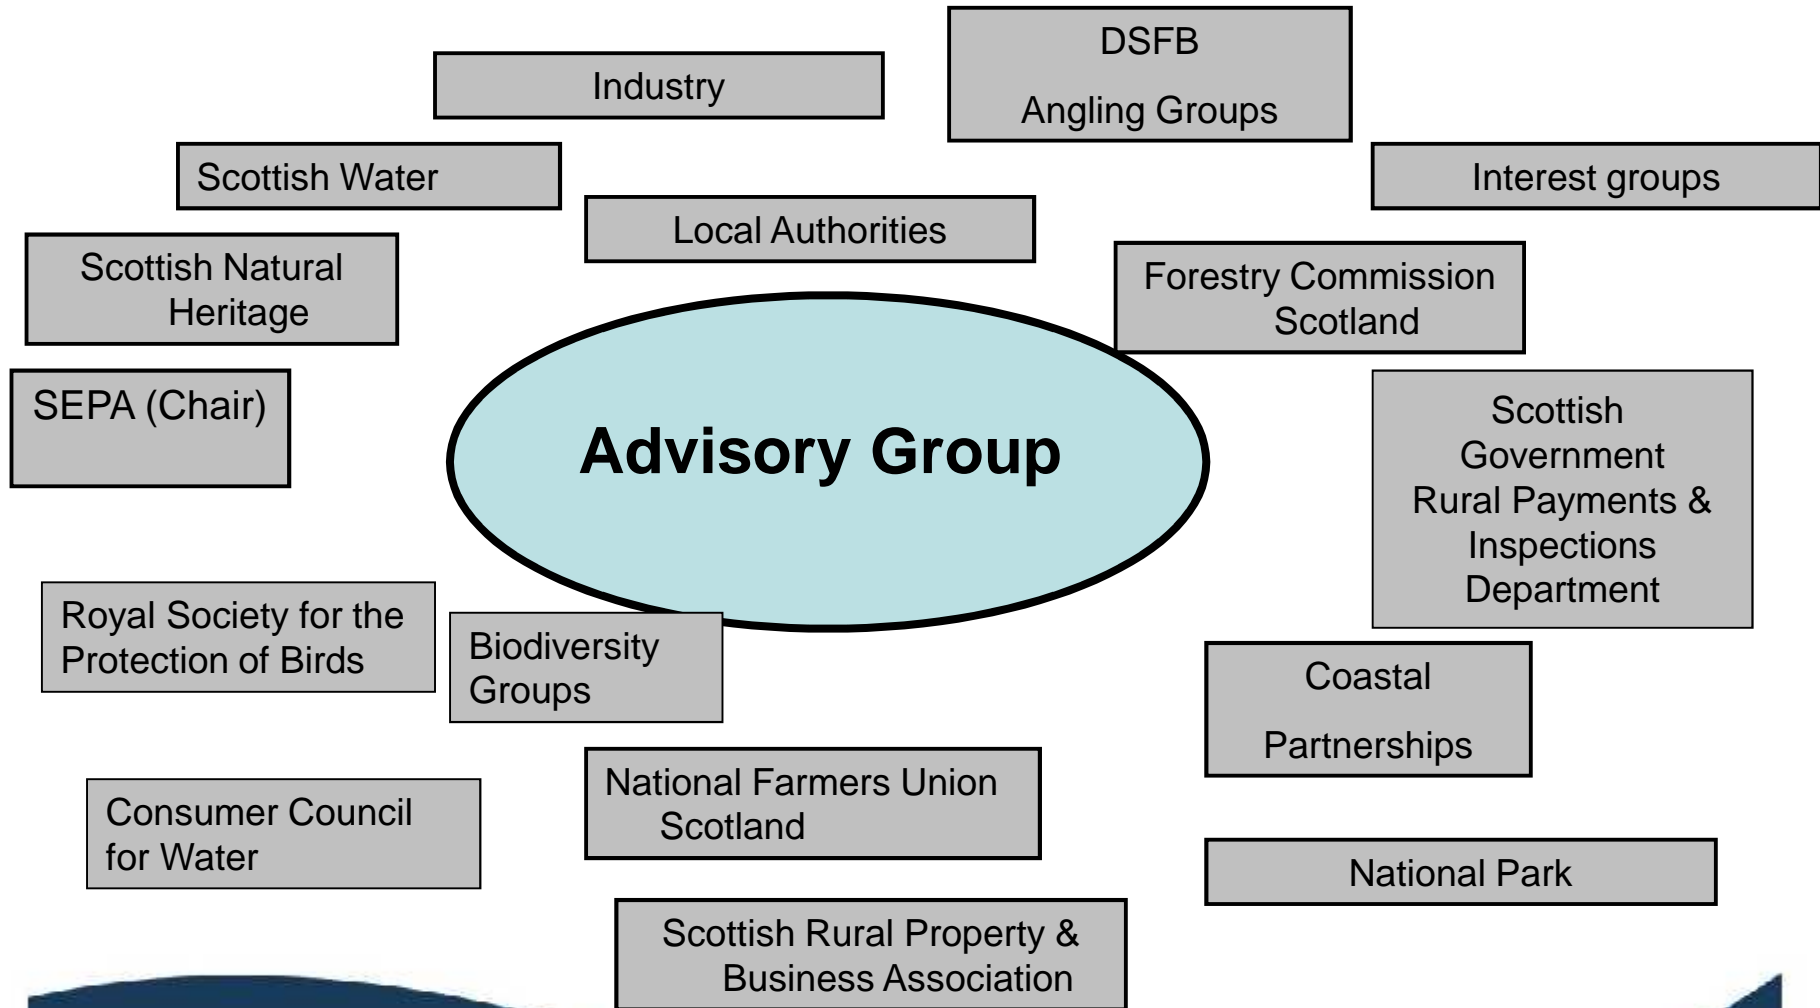 DSFB
Angling Groups
Industry
Scottish Water
Interest groups
Local Authorities
Scottish Natural
Heritage
Forestry Commission
Scotland
SEPA (Chair)
Advisory Group
Scottish
Government
Rural Payments &
Inspections
Department
Royal Society for the
Protection of Birds
Biodiversity
Groups
Coastal
Partnerships
National Farmers Union
Scotland
Consumer Council
for Water
National Park
Scottish Rural Property &
Business Association